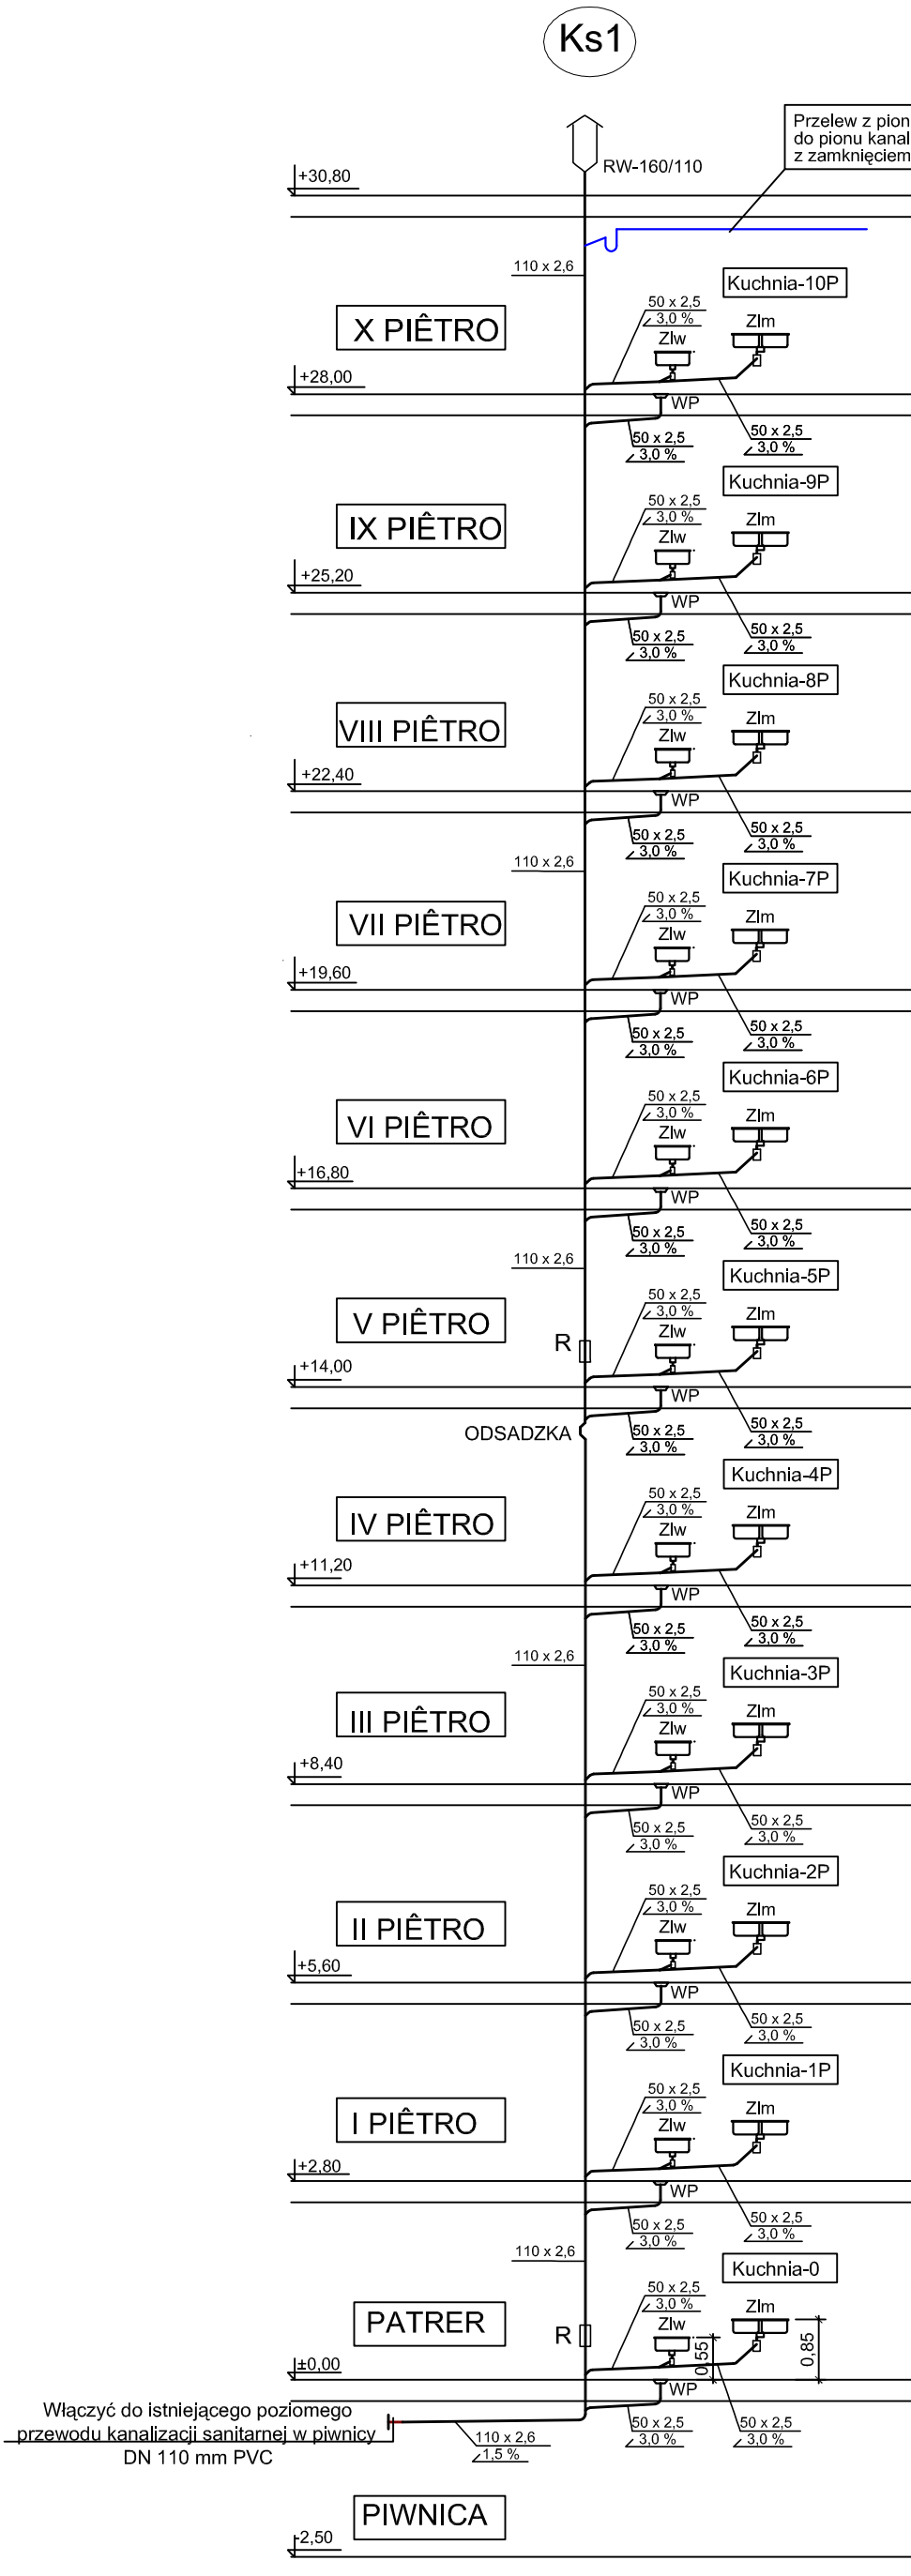 Ks1
Przelew z pion
do pionu kanal
z zamknięciem
RW-160/110
+30,80
110 x 2,6
Kuchnia-10P
50 x 2,5
3,0 %
Zlm
X PIÊTRO
Zlw
+28,00
WP
50 x 2,5
3,0 %
50 x 2,5
3,0 %
Kuchnia-9P
50 x 2,5
3,0 %
Zlm
IX PIÊTRO
Zlw
+25,20
WP
50 x 2,5
3,0 %
50 x 2,5
3,0 %
Kuchnia-8P
50 x 2,5
3,0 %
Zlm
VIII PIÊTRO
Zlw
+22,40
WP
50 x 2,5
3,0 %
50 x 2,5
3,0 %
110 x 2,6
Kuchnia-7P
50 x 2,5
3,0 %
Zlm
VII PIÊTRO
Zlw
+19,60
WP
50 x 2,5
3,0 %
50 x 2,5
3,0 %
Kuchnia-6P
50 x 2,5
3,0 %
Zlm
VI PIÊTRO
Zlw
+16,80
WP
50 x 2,5
3,0 %
50 x 2,5
3,0 %
110 x 2,6
Kuchnia-5P
50 x 2,5
3,0 %
Zlm
V PIÊTRO
R
Zlw
+14,00
WP
50 x 2,5
3,0 %
50 x 2,5
3,0 %
ODSADZKA
Kuchnia-4P
50 x 2,5
3,0 %
Zlm
IV PIÊTRO
Zlw
+11,20
WP
50 x 2,5
3,0 %
50 x 2,5
3,0 %
110 x 2,6
Kuchnia-3P
50 x 2,5
3,0 %
Zlm
III PIÊTRO
Zlw
+8,40
WP
50 x 2,5
3,0 %
50 x 2,5
3,0 %
Kuchnia-2P
50 x 2,5
3,0 %
Zlm
II PIÊTRO
Zlw
+5,60
WP
50 x 2,5
3,0 %
50 x 2,5
3,0 %
Kuchnia-1P
50 x 2,5
3,0 %
Zlm
I PIÊTRO
Zlw
+2,80
WP
50 x 2,5
3,0 %
50 x 2,5
3,0 %
110 x 2,6
Kuchnia-0
50 x 2,5
3,0 %
Zlm
PATRER
R
Zlw
0,55
0,85
±0,00
WP
50 x 2,5
3,0 %
50 x 2,5
3,0 %
Włączyć do istniejącego poziomego
przewodu kanalizacji sanitarnej w piwnicy
DN 110 mm PVC
110 x 2,6
1,5 %
PIWNICA
-2,50